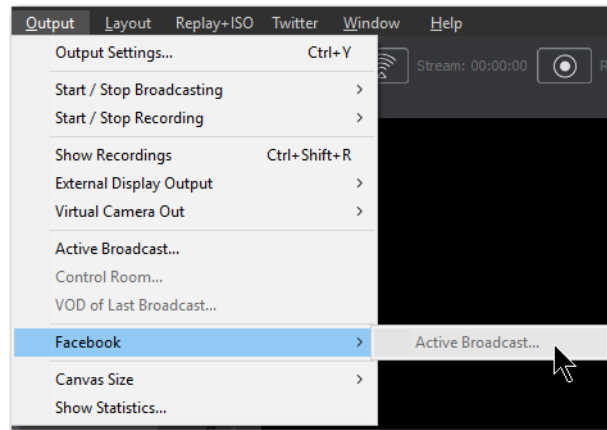 Output Layout Replay+ISO Twitter Window Help
Output Settings... Ctrl+Y
Stream: 00:00:00
Start / Stop Broadcasting
Start / Stop Recording
Show Recordings Ctrl+Shift+R
External Display Output
Virtual Camera Out
Active Broadcast...
Control Room...
VOD of Last Broadcast...
Facebook Active Broadcast...
Canvas Size
Show Statistics...